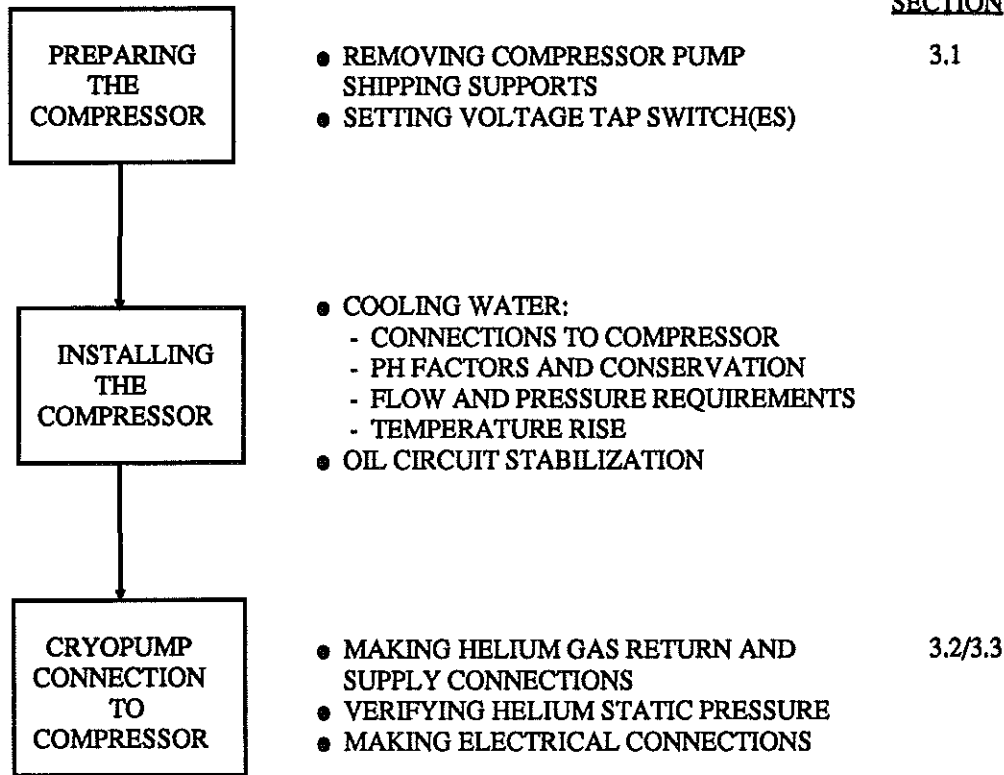 SECTION
PREPARING
THE
COMPRESSOR
● REMOVING COMPRESSOR PUMP
SHIPPING SUPPORTS
● SETTING VOLTAGE TAP SWITCH(ES)
3.1
INSTALLING
THE
COMPRESSOR
● COOLING WATER:
- CONNECTIONS TO COMPRESSOR
- PH FACTORS AND CONSERVATION
- FLOW AND PRESSURE REQUIREMENTS
- TEMPERATURE RISE
● OIL CIRCUIT STABILIZATION
CRYOPUMP
CONNECTION
TO
COMPRESSOR
● MAKING HELIUM GAS RETURN AND
SUPPLY CONNECTIONS
● VERIFYING HELIUM STATIC PRESSURE
● MAKING ELECTRICAL CONNECTIONS
3.2/3.3